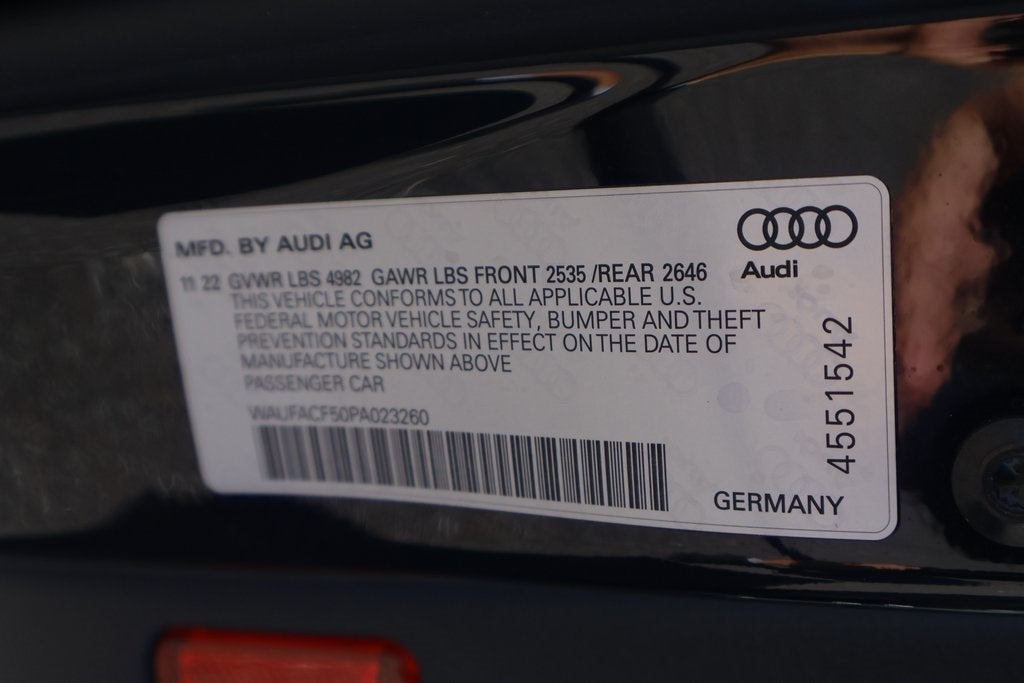 MFD. BY AUDI AG
11 22 GVWR LBS 4982 GAWR LBS FRONT 2535 /REAR 2646
THIS VEHICLE CONFORMS TO ALL APPLICABLE U.S.
FEDERAL MOTOR VEHICLE SAFETY, BUMPER AND THEFT
PREVENTION STANDARDS IN EFFECT ON THE DATE OF
MANUFACTURE SHOWN ABOVE
PASSENGER CAR
WAUFACF50PA023260
Audi
4551542
GERMANY